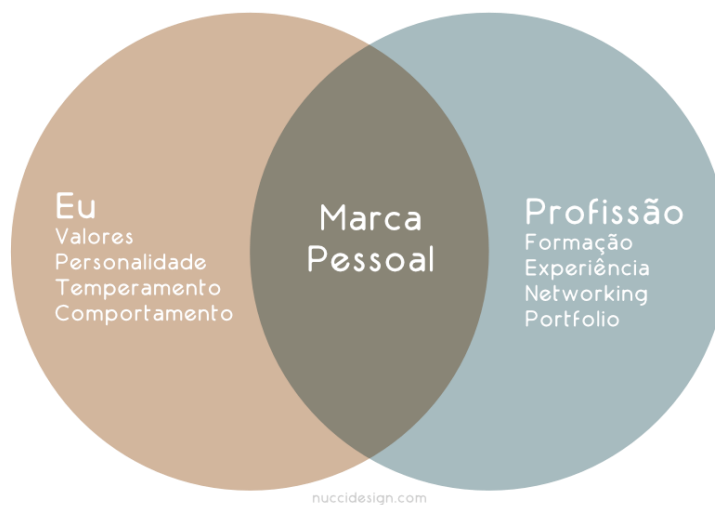 Eu
Valores
Personalidade
Temperamento
Comportamento
Marca
Pessoal
Profissão
Formação
Experiência
Networking
Portfolio
nuccidesign.com